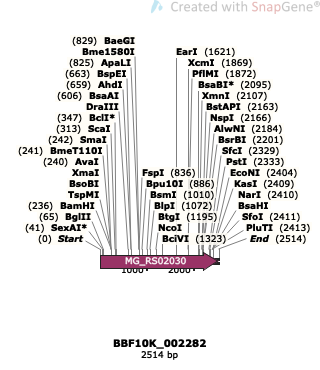 Created with SnapGene®
(829) BaeGI
Bme1580I
(825) ApaLI
(663) BspEI
(659) AhdI
(606) BsaAI
DraIII
(347) BclI*
(313) ScaI
(242) SmaI
(241) BmeT110I
(240) AvaI
XmaI
BsoBI
TspMI
(236) BamHI
(65) BglII
(41) SexAI*
(0) Start
FspI (836)
Bpu10I (886)
BsmI (1010)
BlpI (1072)
BtgI (1195)
NcoI
BciVI (1323)
EarI (1621)
XcmI (1869)
PflMI (1872)
BsaBI* (2095)
XmnI (2107)
BstAPI (2163)
NspI (2166)
AlwNI (2184)
BsrBI (2201)
SfcI (2329)
PstI (2333)
EcoNI (2404)
KasI (2409)
NarI (2410)
BsaHI
SfoI (2411)
PluTI (2413)
End (2514)
MG_RS02030
1000 2000
BBF10K_002282
2514 bp